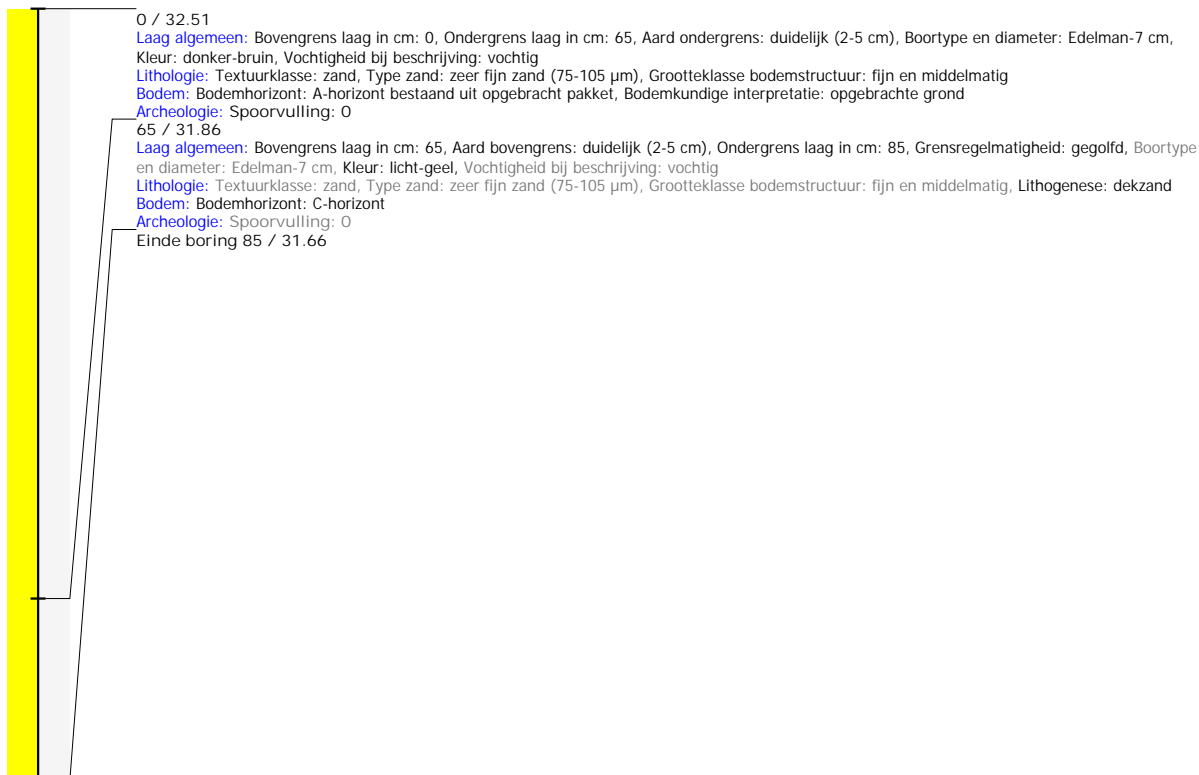 0 / 32.51
Laag algemeen: Bovengrens laag in cm: 0, Ondergrens laag in cm: 65, Aard ondergrens: duidelijk (2-5 cm), Boortype en diameter: Edelman-7 cm,
Kleur: donker-bruin, Vochtigheid bij beschrijving: vochtig
Lithologie: Textuurklasse: zand, Type zand: zeer fijn zand (75-105 µm), Grootteklasse bodemstructuur: fijn en middelmatig
Bodem: Bodemhorizont: A-horizont bestaand uit opgebracht pakket, Bodemkundige interpretatie: opgebrachte grond
Archeologie: Spoorvulling: 0
65 / 31.86
Laag algemeen: Bovengrens laag in cm: 65, Aard bovengrens: duidelijk (2-5 cm), Ondergrens laag in cm: 85, Grensregelmatigheid: gegolfd, Boortype
en diameter: Edelman-7 cm, Kleur: licht-geel, Vochtigheid bij beschrijving: vochtig
Lithologie: Textuurklasse: zand, Type zand: zeer fijn zand (75-105 µm), Grootteklasse bodemstructuur: fijn en middelmatig, Lithogenese: dekzand
Bodem: Bodemhorizont: C-horizont
Archeologie: Spoorvulling: 0
Einde boring 85 / 31.66